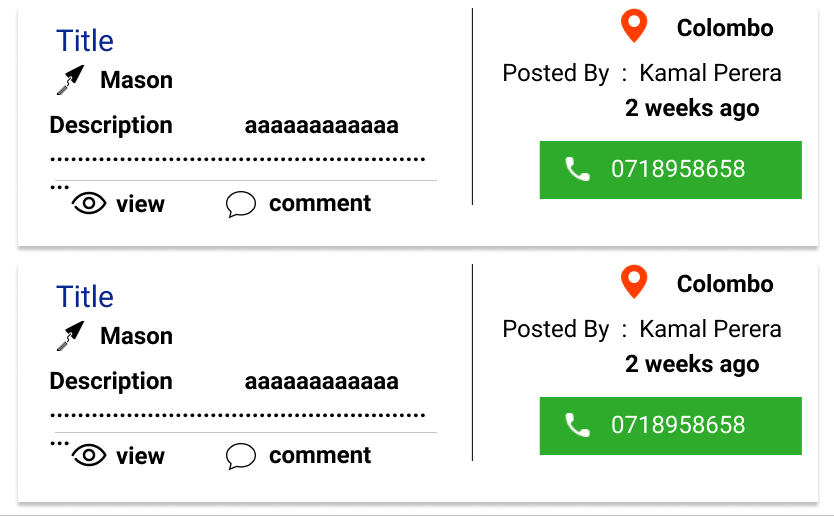 Title
Mason
Description aaaaaaaaaaaa
......................................................
...
view comment
Colombo
Posted By : Kamal Perera
2 weeks ago
0718958658
Title
Mason
Description aaaaaaaaaaaa
......................................................
...
view comment
Colombo
Posted By : Kamal Perera
2 weeks ago
0718958658